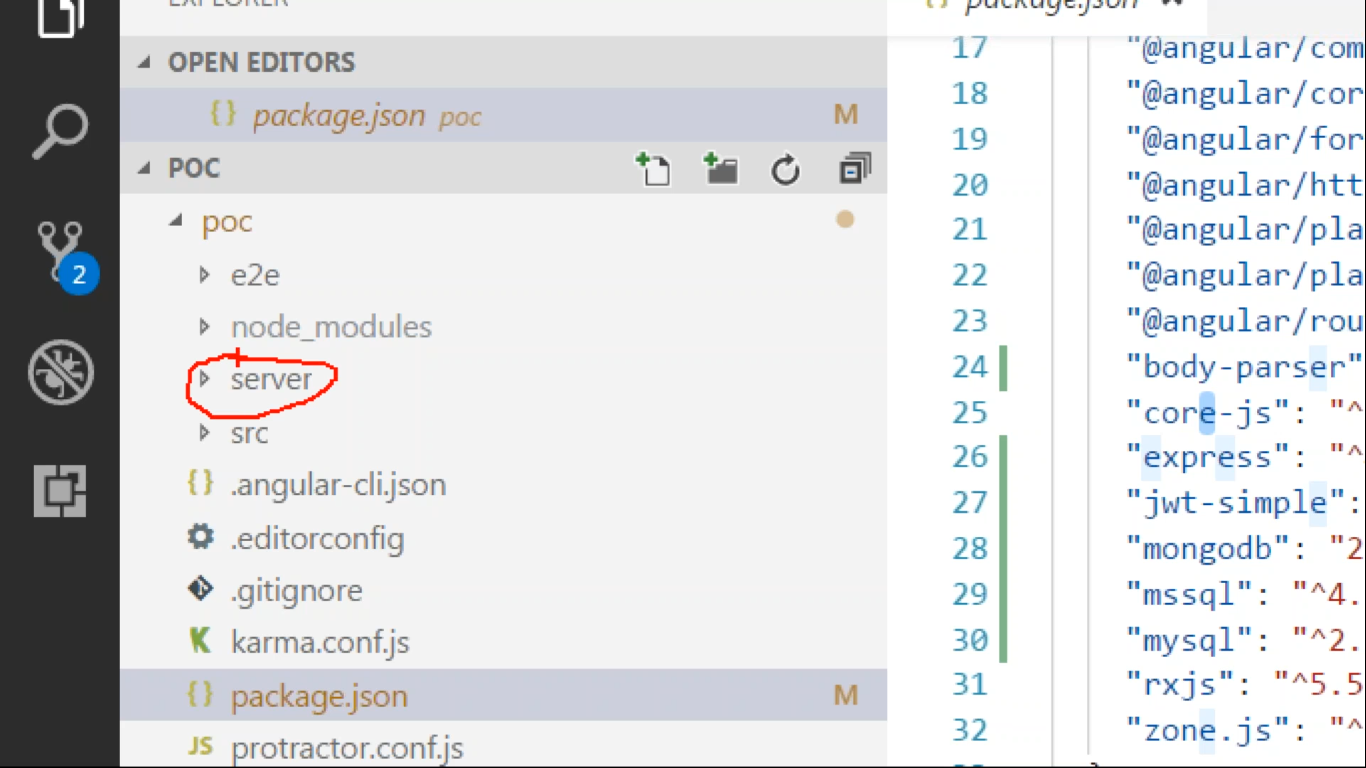 EXPLORER
OPEN EDITORS
{} package.json poc M
POC
poc
e2e
node_modules
server
src
{} .angular-cli.json
.editorconfig
.gitignore
K karma.conf.js
{} package.json M
JS protractor.conf.js
2
{} package.json
17 "@angular/com
18 "@angular/cor
19 "@angular/for
20 "@angular/htt
21 "@angular/pla
22 "@angular/pla
23 "@angular/rou
24 "body-parser"
25 "core-js": "^
26 "express": "^
27 "jwt-simple":
28 "mongodb": "2
29 "mssql": "^4.
30 "mysql": "^2.
31 "rxjs": "^5.5
32 "zone.js": "^